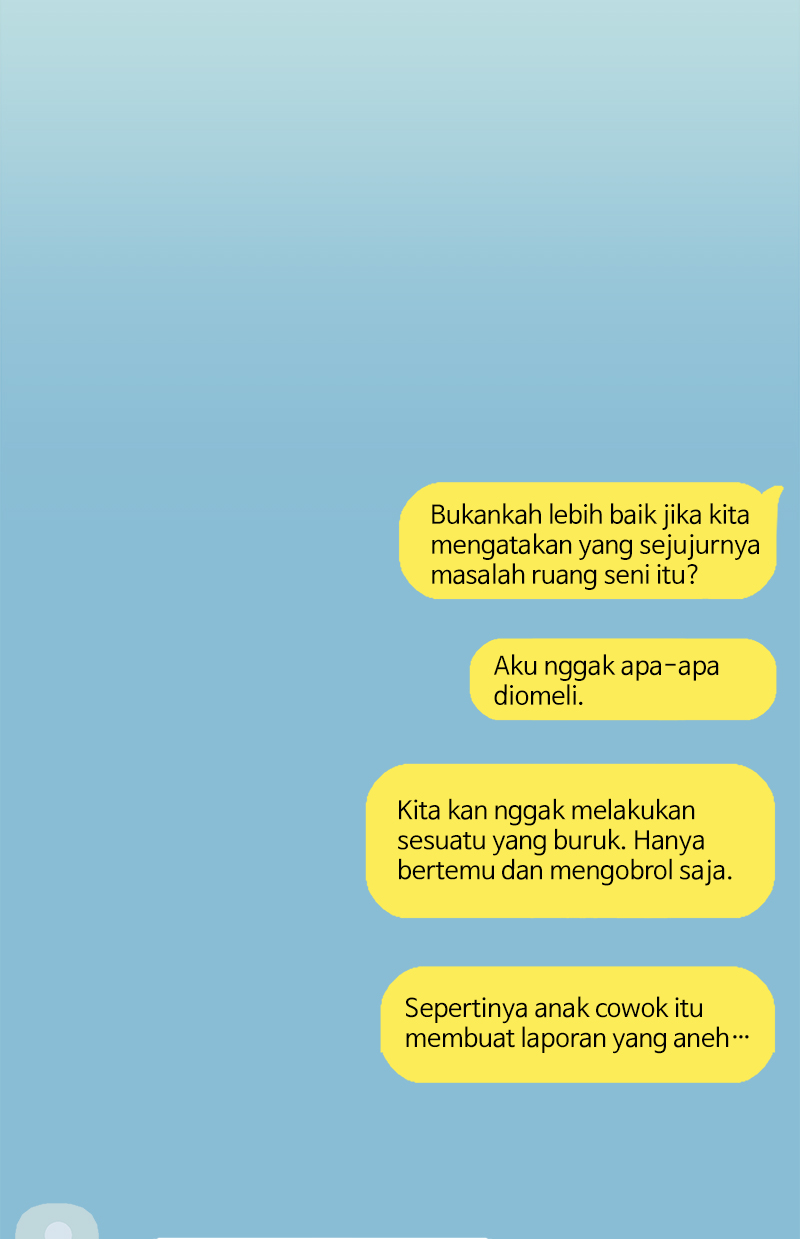 Bukankah lebih baik jika kita
mengatakan yang sejujurnya
masalah ruang seni itu?
Aku nggak apa-apa
diomeli.
Kita kan nggak melakukan
sesuatu yang buruk. Hanya
bertemu dan mengobrol saja.
Sepertinya anak cowok itu
membuat laporan yang aneh…